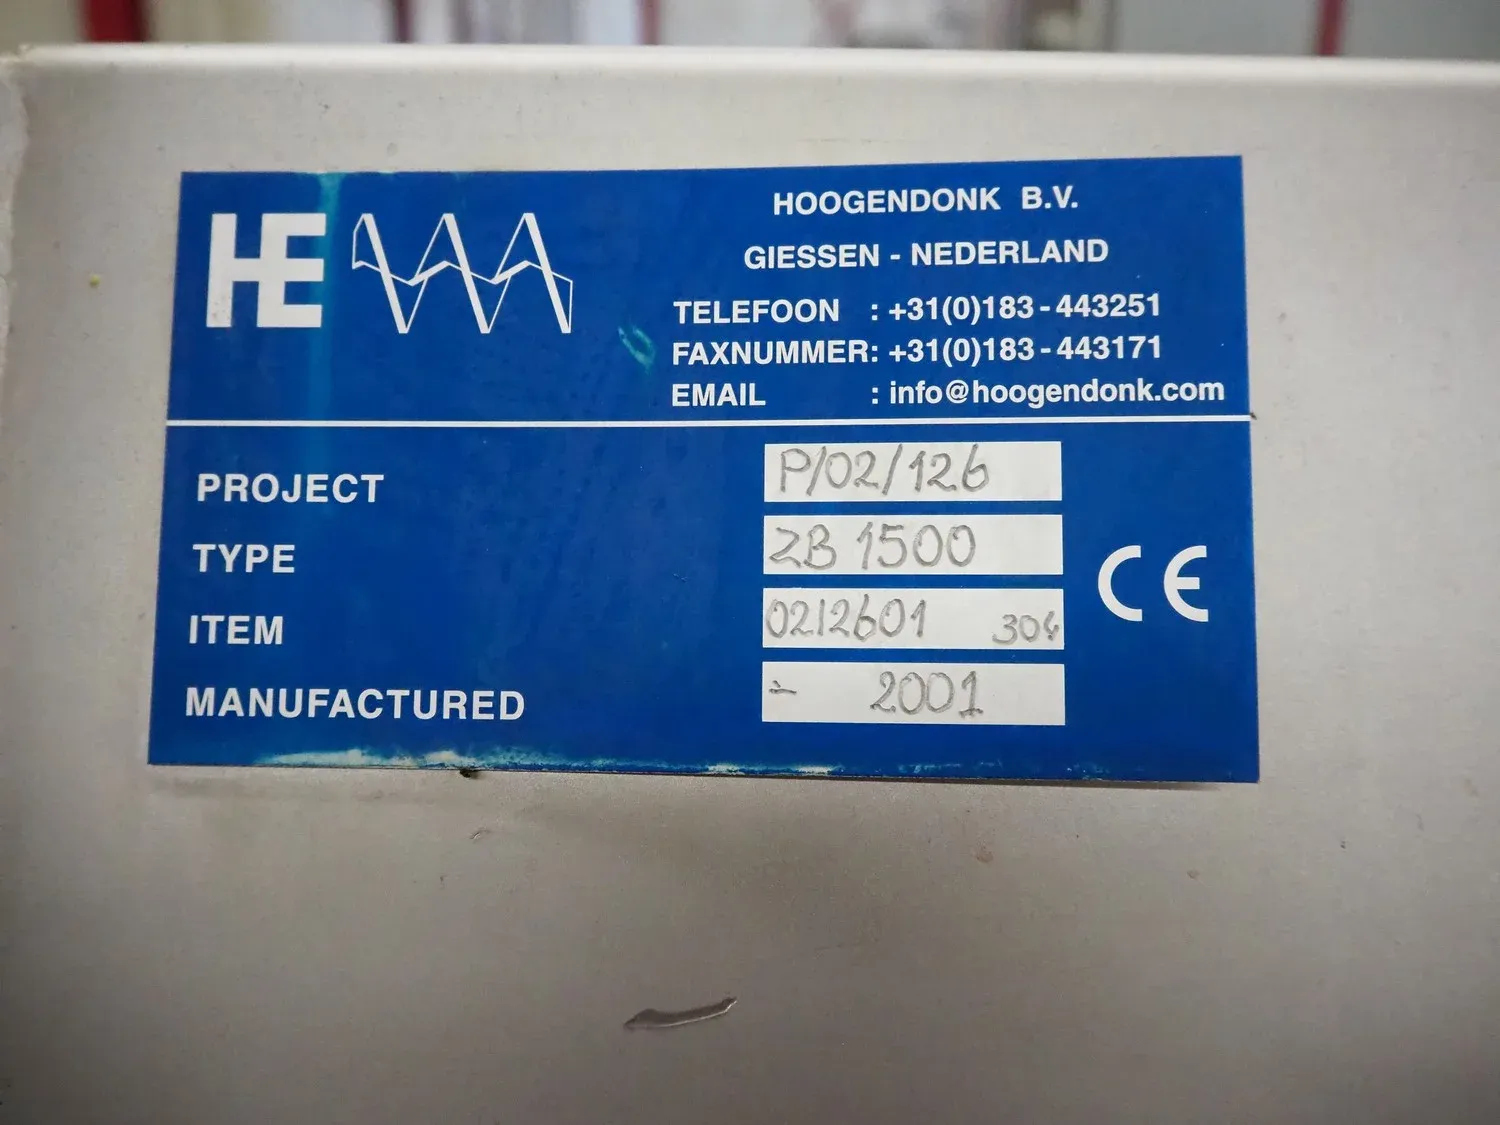 HE
HOOGENDONK B.V.
GIESSEN - NEDERLAND
TELEFOON : +31(0)183-443251
FAXNUMMER: +31(0)183-443171
EMAIL : info@hoogendonk.com
PROJECT P/02/126
TYPE ZB 1500
ITEM 0212601 304
MANUFACTURED - 2001
CE